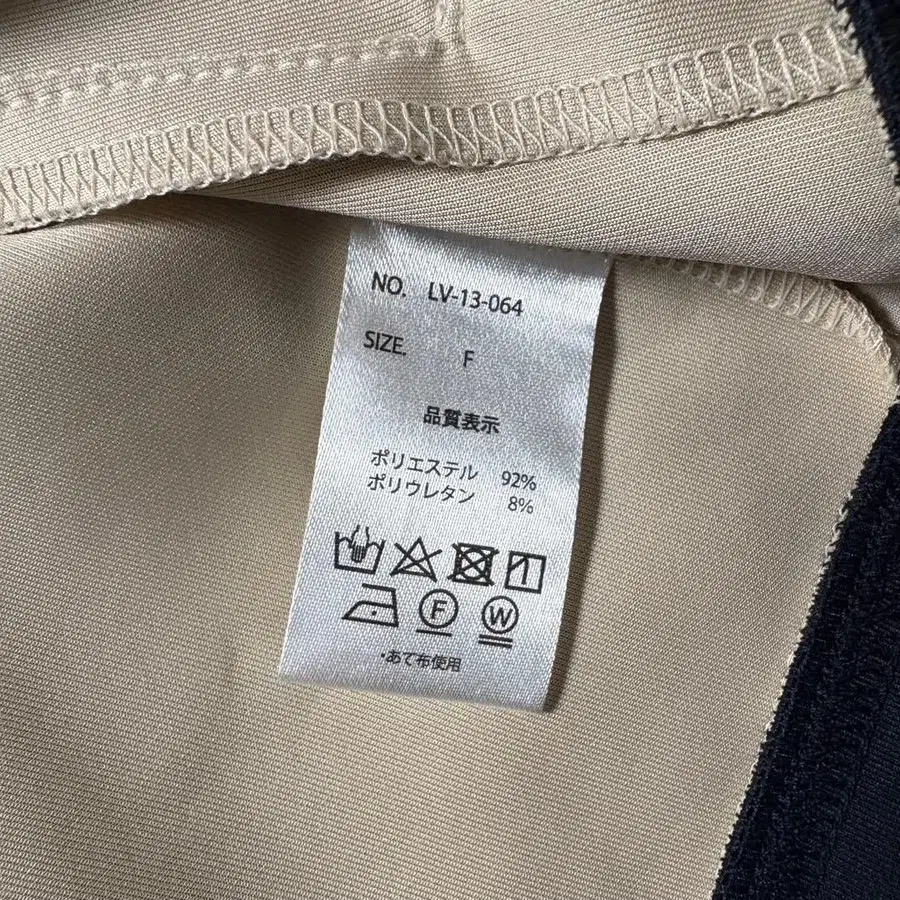 NO. LV-13-064
SIZE. F
品質表示
ポリエステル 92%
ポリウレタン 8%
F W
・あて布使用